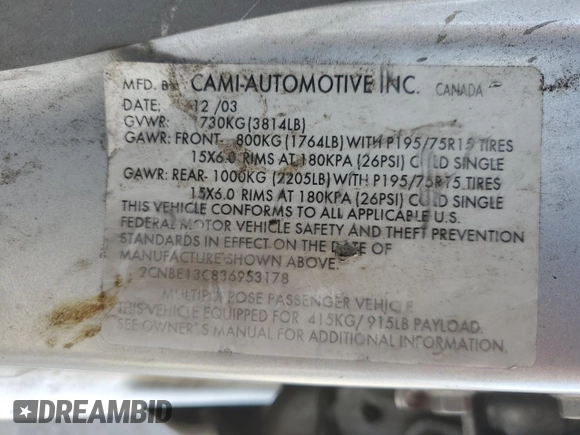 MFD. BY CAMI-AUTOMOTIVE INC. CANADA
DATE: 12 /03
GVWR: 1730KG (3814LB)
GAWR: FRONT- 800KG (1764LB) WITH P195/75R15 TIRES
15X6.0 RIMS AT 180KPA (26PSI) COLD SINGLE
GAWR: REAR- 1000KG (2205LB) WITH P195/75R15 TIRES
15X6.0 RIMS AT 180KPA (26PSI) COLD SINGLE
THIS VEHICLE CONFORMS TO ALL APPLICABLE U.S.
FEDERAL MOTOR VEHICLE SAFETY AND THEFT PREVENTION
STANDARDS IN EFFECT ON THE DATE OF
MANUFACTURE SHOWN ABOVE.
2CNBE13C836953178
MULTIPURPOSE PASSENGER VEHICLE
THIS VEHICLE EQUIPPED FOR 415KG/ 915LB PAYLOAD.
SEE OWNER'S MANUAL FOR ADDITIONAL INFORMATION.
DREAMBID